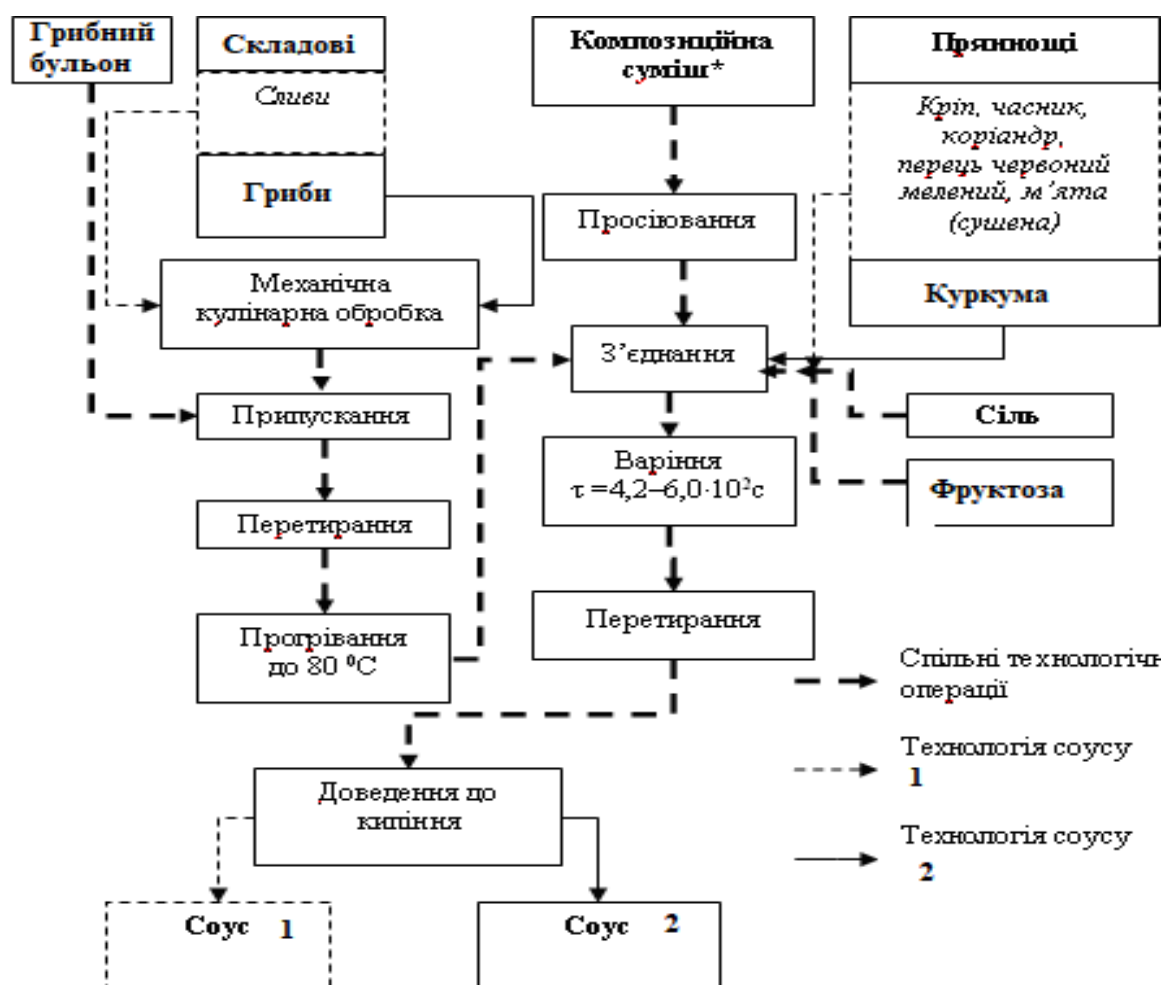 Грибний
бульон
Складові
Сливи
Гриби
Композиційна
суміш*
Пряннощі
Кріп, часник,
коріандр,
перець червоний
мелений, м'ята
(сушена)
Куркума
Просіювання
Механічна
кулінарна обробка
З'єднання
Припускання
Сіль
Варіння
τ =4,2–6,0·10²с
Фруктоза
Перетирання
Перетирання
Прогрівання
до 80 ⁰С
Спільні технологічн
операції
Технологія соусу
1
Доведення до
кипіння
Технологія соусу
2
Соус 1
Соус 2